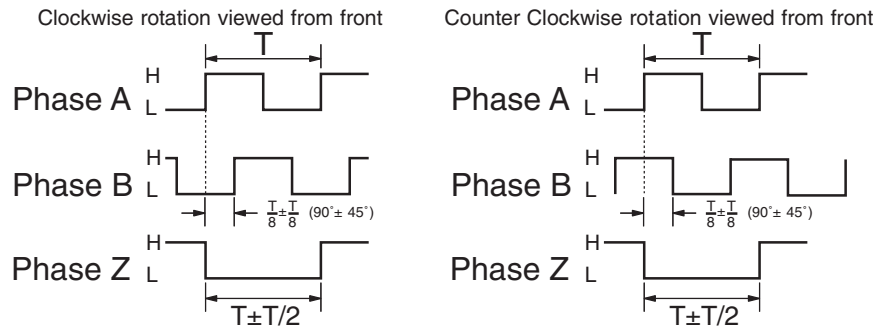 Clockwise rotation viewed from front
T
H
Phase A L
H
Phase B L
T/8±T/8 (90°± 45°)
H
Phase Z L
T±T/2
Counter Clockwise rotation viewed from front
T
H
Phase A L
H
Phase B L
T/8±T/8 (90°± 45°)
H
Phase Z L
T±T/2